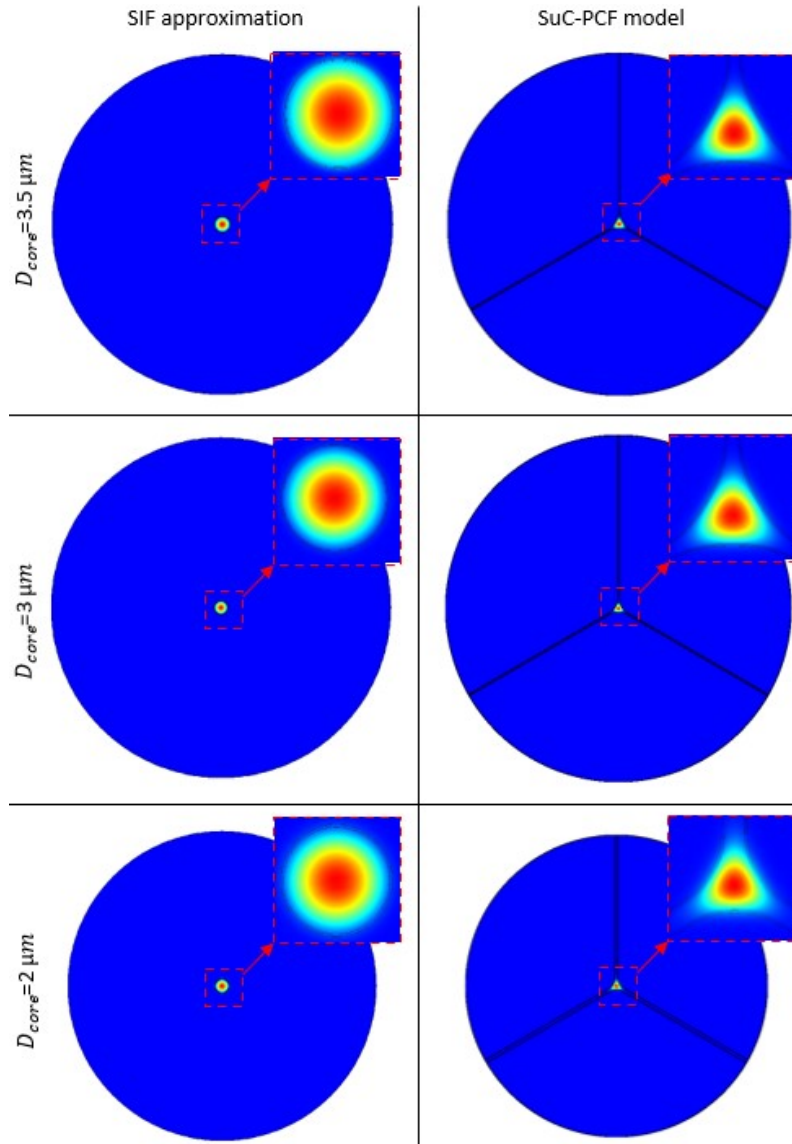 SIF approximation
SuC-PCF model
D_core=3.5 μm
D_core=3 μm
D_core=2 μm